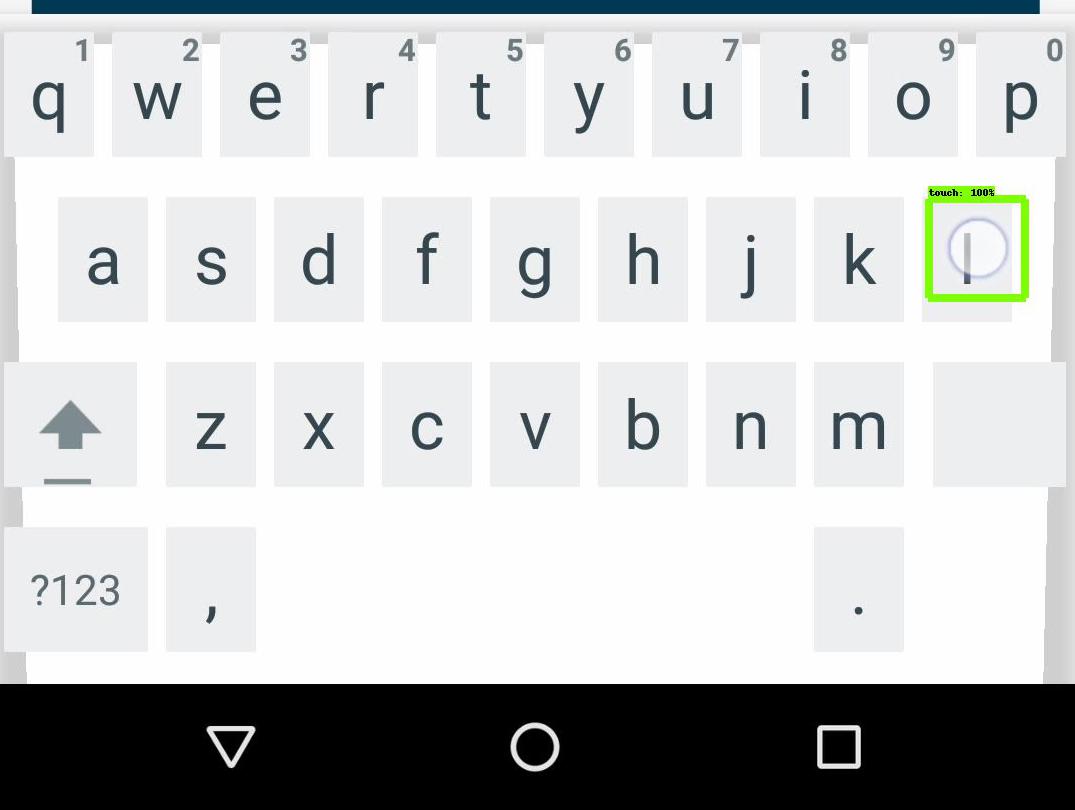 1 2 3 4 5 6 7 8 9 0
q w e r t y u i o p
touch: 100%
a s d f g h j k l
z x c v b n m
?123 , .